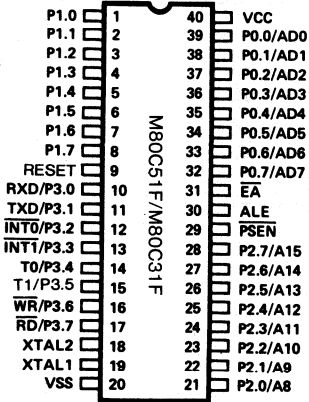 P1.0 1 40 VCC
P1.1 2 39 P0.0/AD0
P1.2 3 38 P0.1/AD1
P1.3 4 37 P0.2/AD2
P1.4 5 36 P0.3/AD3
P1.5 6 35 P0.4/AD4
P1.6 7 34 P0.5/AD5
P1.7 8 33 P0.6/AD6
RESET 9 32 P0.7/AD7
RXD/P3.0 10 31 E̅A̅
TXD/P3.1 11 30 ALE
I̅N̅T̅0̅/P3.2 12 29 P̅S̅E̅N̅
I̅N̅T̅1̅/P3.3 13 28 P2.7/A15
T0/P3.4 14 27 P2.6/A14
T1/P3.5 15 26 P2.5/A13
W̅R̅/P3.6 16 25 P2.4/A12
R̅D̅/P3.7 17 24 P2.3/A11
XTAL2 18 23 P2.2/A10
XTAL1 19 22 P2.1/A9
VSS 20 21 P2.0/A8
M80C51F/M80C31F